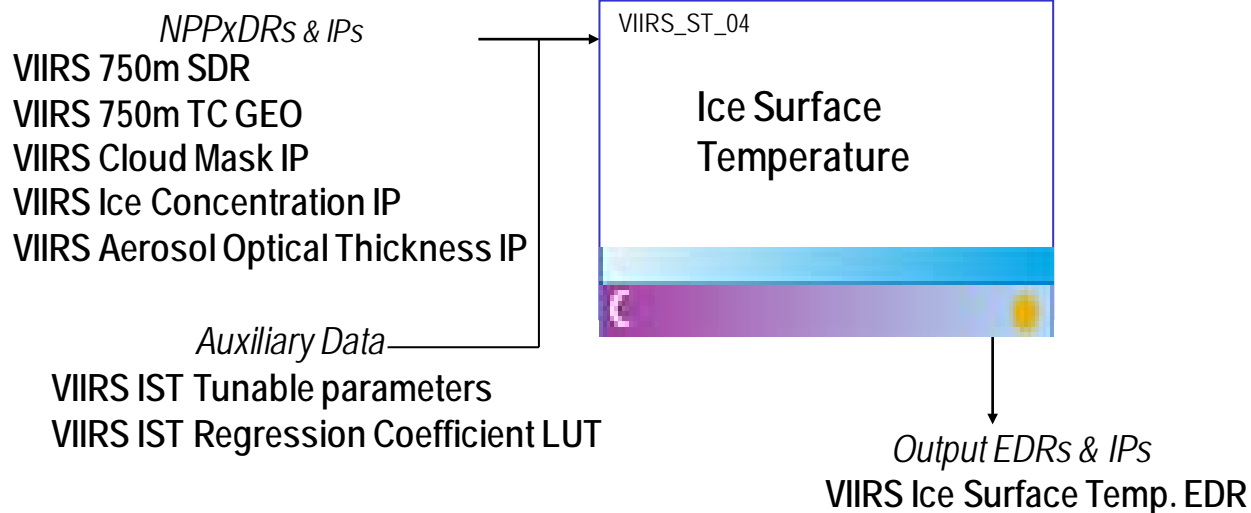 NPPxDRs & IPs
VIIRS 750m SDR
VIIRS 750m TC GEO
VIIRS Cloud Mask IP
VIIRS Ice Concentration IP
VIIRS Aerosol Optical Thickness IP
Auxiliary Data
VIIRS IST Tunable parameters
VIIRS IST Regression Coefficient LUT
VIIRS_ST_04
Ice Surface
Temperature
Output EDRs & IPs
VIIRS Ice Surface Temp. EDR